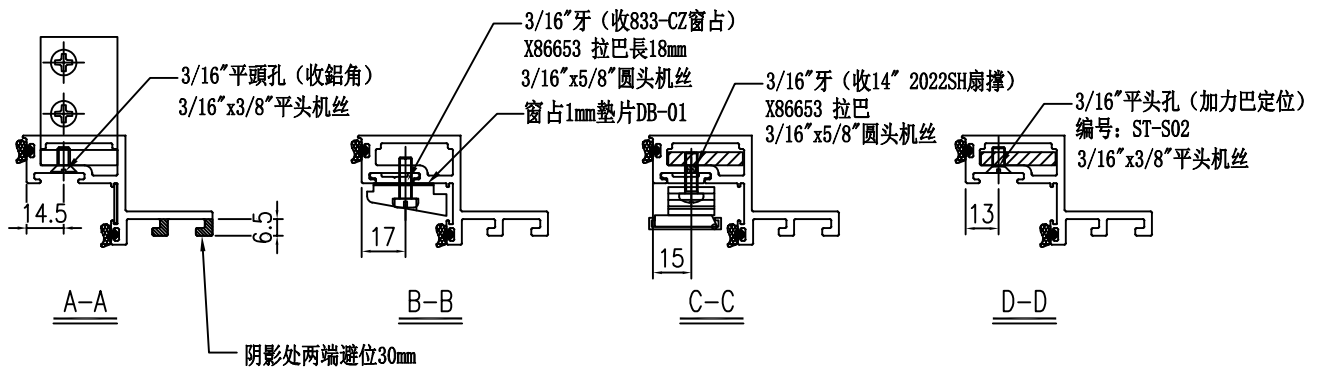 3/16"平頭孔（收鋁角）
3/16"x3/8"平头机丝
14.5
6.5
A-A
阴影处两端避位30mm
3/16"牙（收833-CZ窗占）
X86653 拉巴長18mm
3/16"x5/8"圆头机丝
窗占1mm墊片DB-01
17
B-B
3/16"牙（收14" 2022SH扇撑）
X86653 拉巴
3/16"x5/8"圆头机丝
15
C-C
3/16"平头孔（加力巴定位）
编号: ST-S02
3/16"x3/8"平头机丝
13
D-D